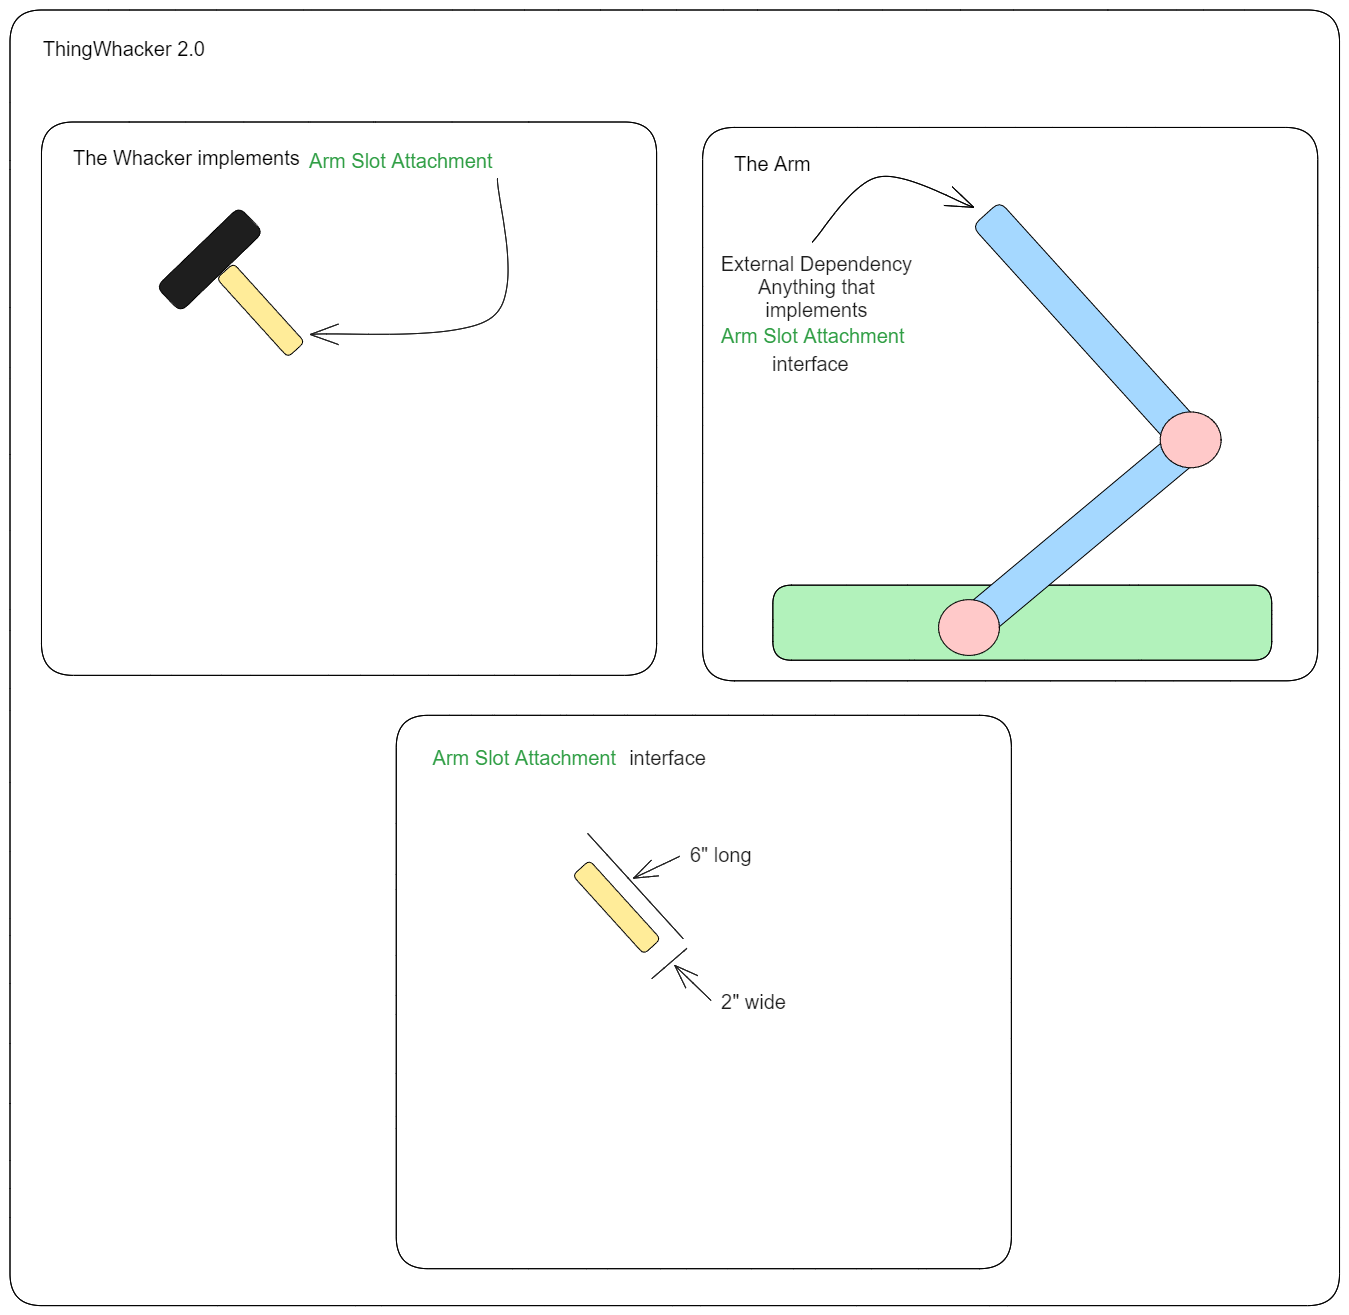 ThingWhacker 2.0
The Whacker implements Arm Slot Attachment
The Arm
External Dependency
Anything that
implements
Arm Slot Attachment
interface
Arm Slot Attachment interface
6" long
2" wide